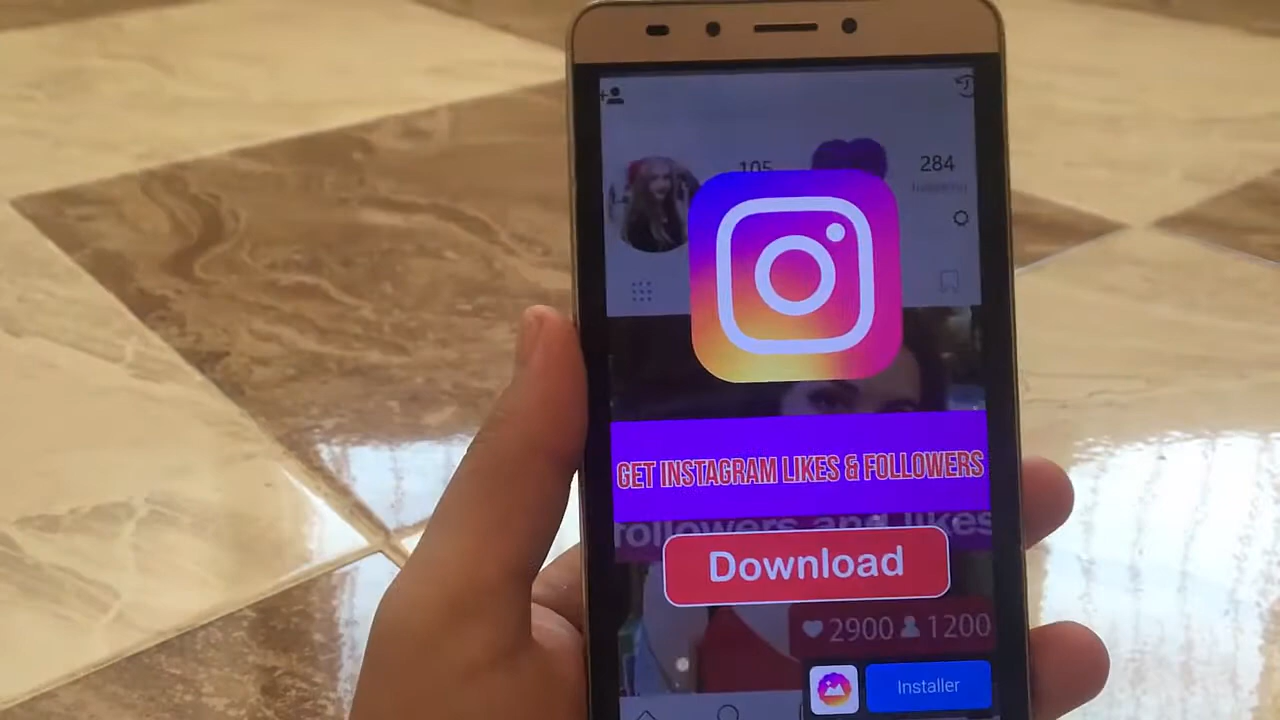 105
284
GET INSTAGRAM LIKES & FOLLOWERS
followers and likes
Download
2900 1200
Installer